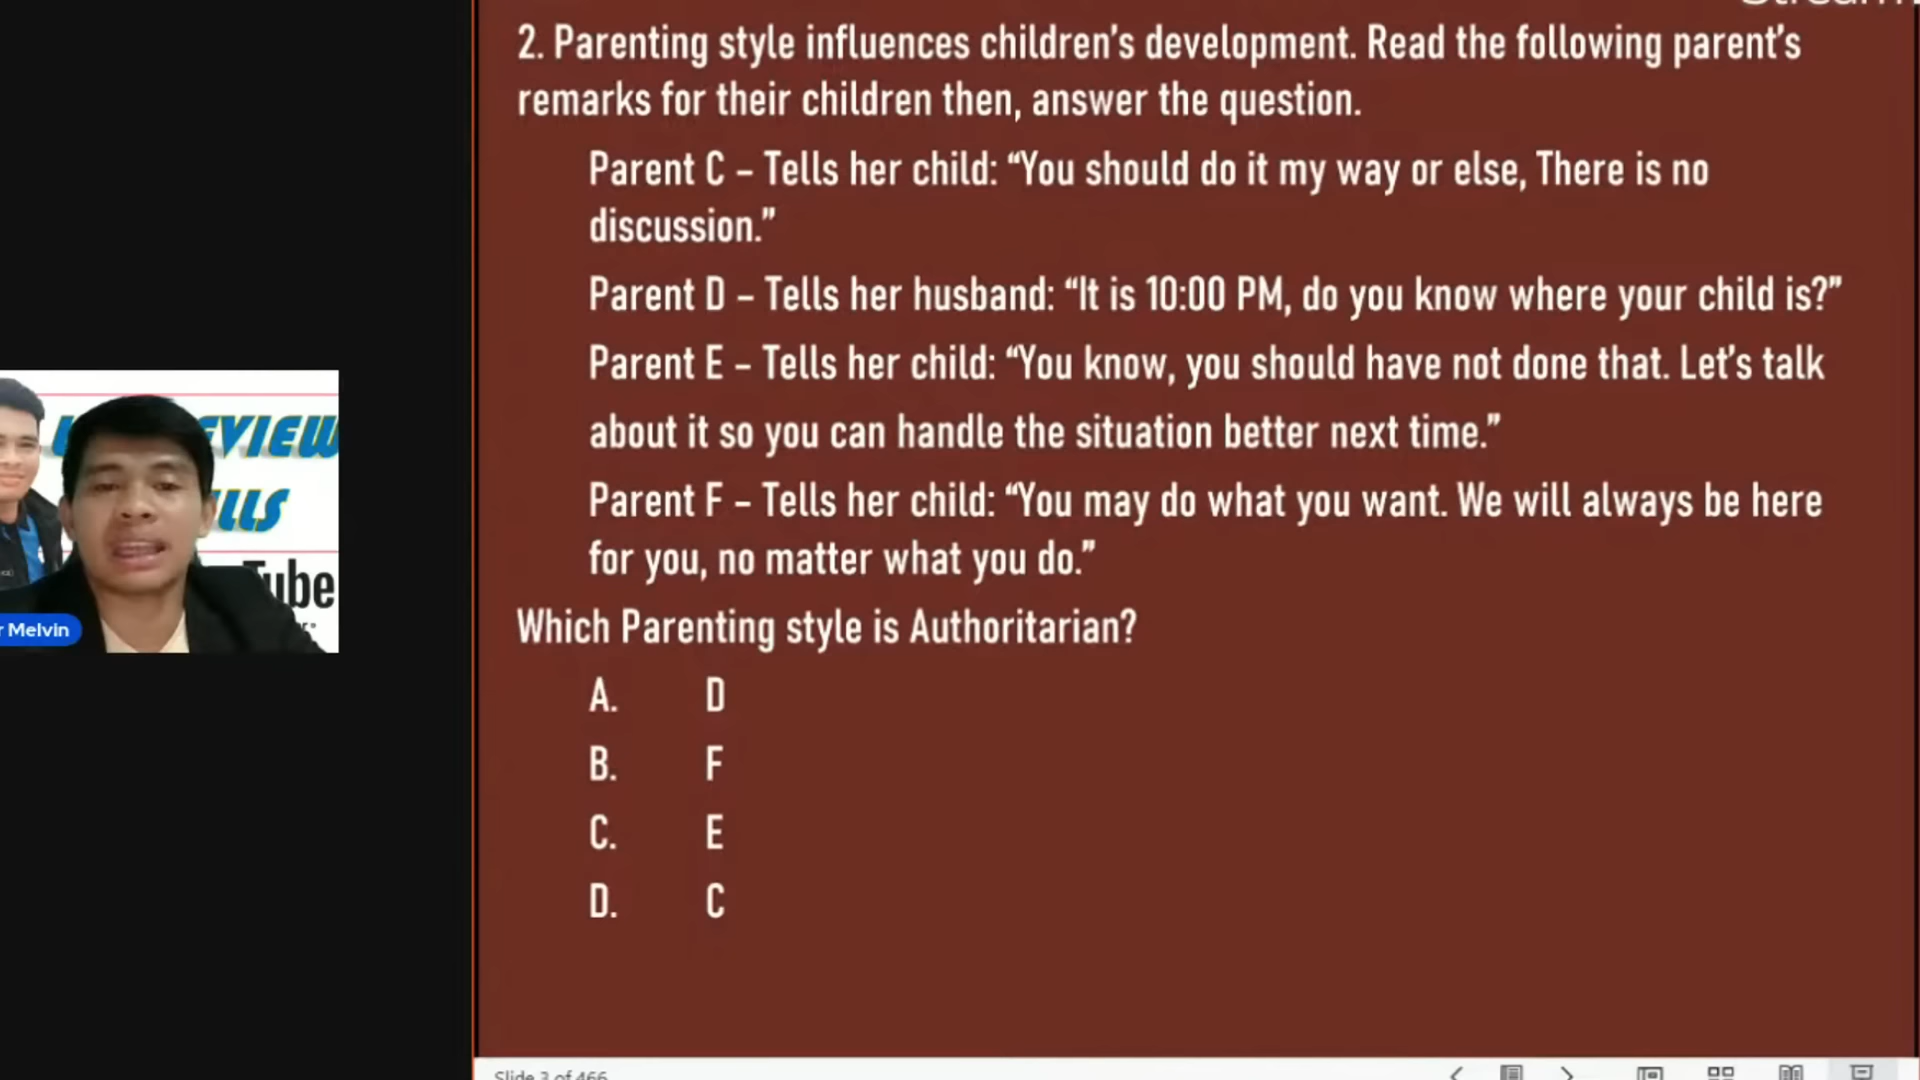 2. Parenting style influences children's development. Read the following parent's
remarks for their children then, answer the question.
Parent C – Tells her child: “You should do it my way or else, There is no
discussion.”
Parent D – Tells her husband: “It is 10:00 PM, do you know where your child is?”
Parent E – Tells her child: “You know, you should have not done that. Let's talk
about it so you can handle the situation better next time.”
Parent F – Tells her child: “You may do what you want. We will always be here
for you, no matter what you do.”
Which Parenting style is Authoritarian?
A. D
B. F
C. E
D. C
Melvin
Slide 3 of 466